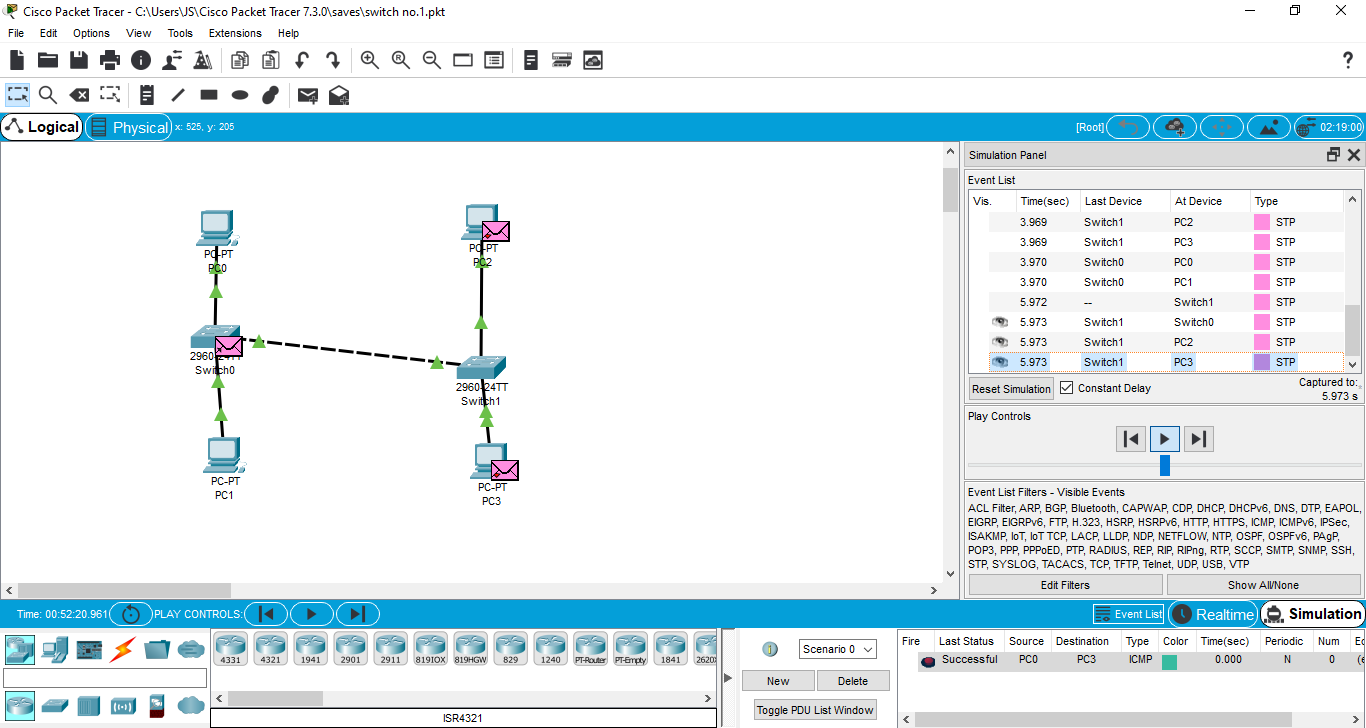 Cisco Packet Tracer - C:\Users\JS\Cisco Packet Tracer 7.3.0\saves\switch no.1.pkt
File Edit Options View Tools Extensions Help
Logical Physical x: 525, y: 205 [Root] 02:19:00
PC-PT
PC0
PC-PT
PC2
2960-24TT
Switch0
2960-24TT
Switch1
PC-PT
PC1
PC-PT
PC3
Simulation Panel
Event List
Vis. Time(sec) Last Device At Device Type
3.969 Switch1 PC2 STP
3.969 Switch1 PC3 STP
3.970 Switch0 PC0 STP
3.970 Switch0 PC1 STP
5.972 -- Switch1 STP
5.973 Switch1 Switch0 STP
5.973 Switch1 PC2 STP
5.973 Switch1 PC3 STP
Reset Simulation Constant Delay Captured to:
5.973 s
Play Controls
Event List Filters - Visible Events
ACL Filter, ARP, BGP, Bluetooth, CAPWAP, CDP, DHCP, DHCPv6, DNS, DTP, EAPOL,
EIGRP, EIGRPv6, FTP, H.323, HSRP, HSRPv6, HTTP, HTTPS, ICMP, ICMPv6, IPSec,
ISAKMP, IoT, IoT TCP, LACP, LLDP, NDP, NETFLOW, NTP, OSPF, OSPFv6, PAgP,
POP3, PPP, PPPoED, PTP, RADIUS, REP, RIP, RIPng, RTP, SCCP, SMTP, SNMP, SSH,
STP, SYSLOG, TACACS, TCP, TFTP, Telnet, UDP, USB, VTP
Edit Filters Show All/None
Time: 00:52:20.961 PLAY CONTROLS: Event List Realtime Simulation
4331 4321 1941 2901 2911 819IOX 819HGW 829 1240 PT-Router PT-Empty 1841 2620X
ISR4321
Scenario 0
New Delete
Toggle PDU List Window
Fire Last Status Source Destination Type Color Time(sec) Periodic Num
Successful PC0 PC3 ICMP 0.000 N 0 (e